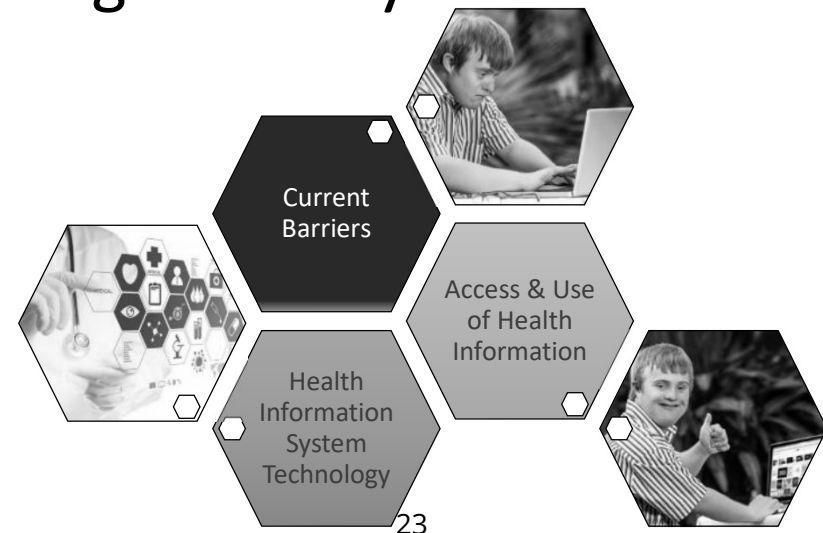 Current
Barriers
Access & Use
of Health
Information
Health
Information
System
Technology
23